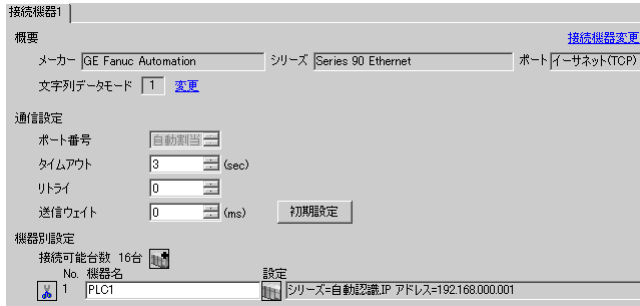 接続機器1
概要
接続機器変更
メーカー GE Fanuc Automation シリーズ Series 90 Ethernet ポート イーサネット(TCP)
文字列データモード 1 変更
通信設定
ポート番号 自動割当
タイムアウト 3 (sec)
リトライ 0
送信ウェイト 0 (ms) 初期設定
機器別設定
接続可能台数 16台
No. 機器名 設定
1 PLC1 シリーズ=自動認識,IP アドレス=192.168.000.001